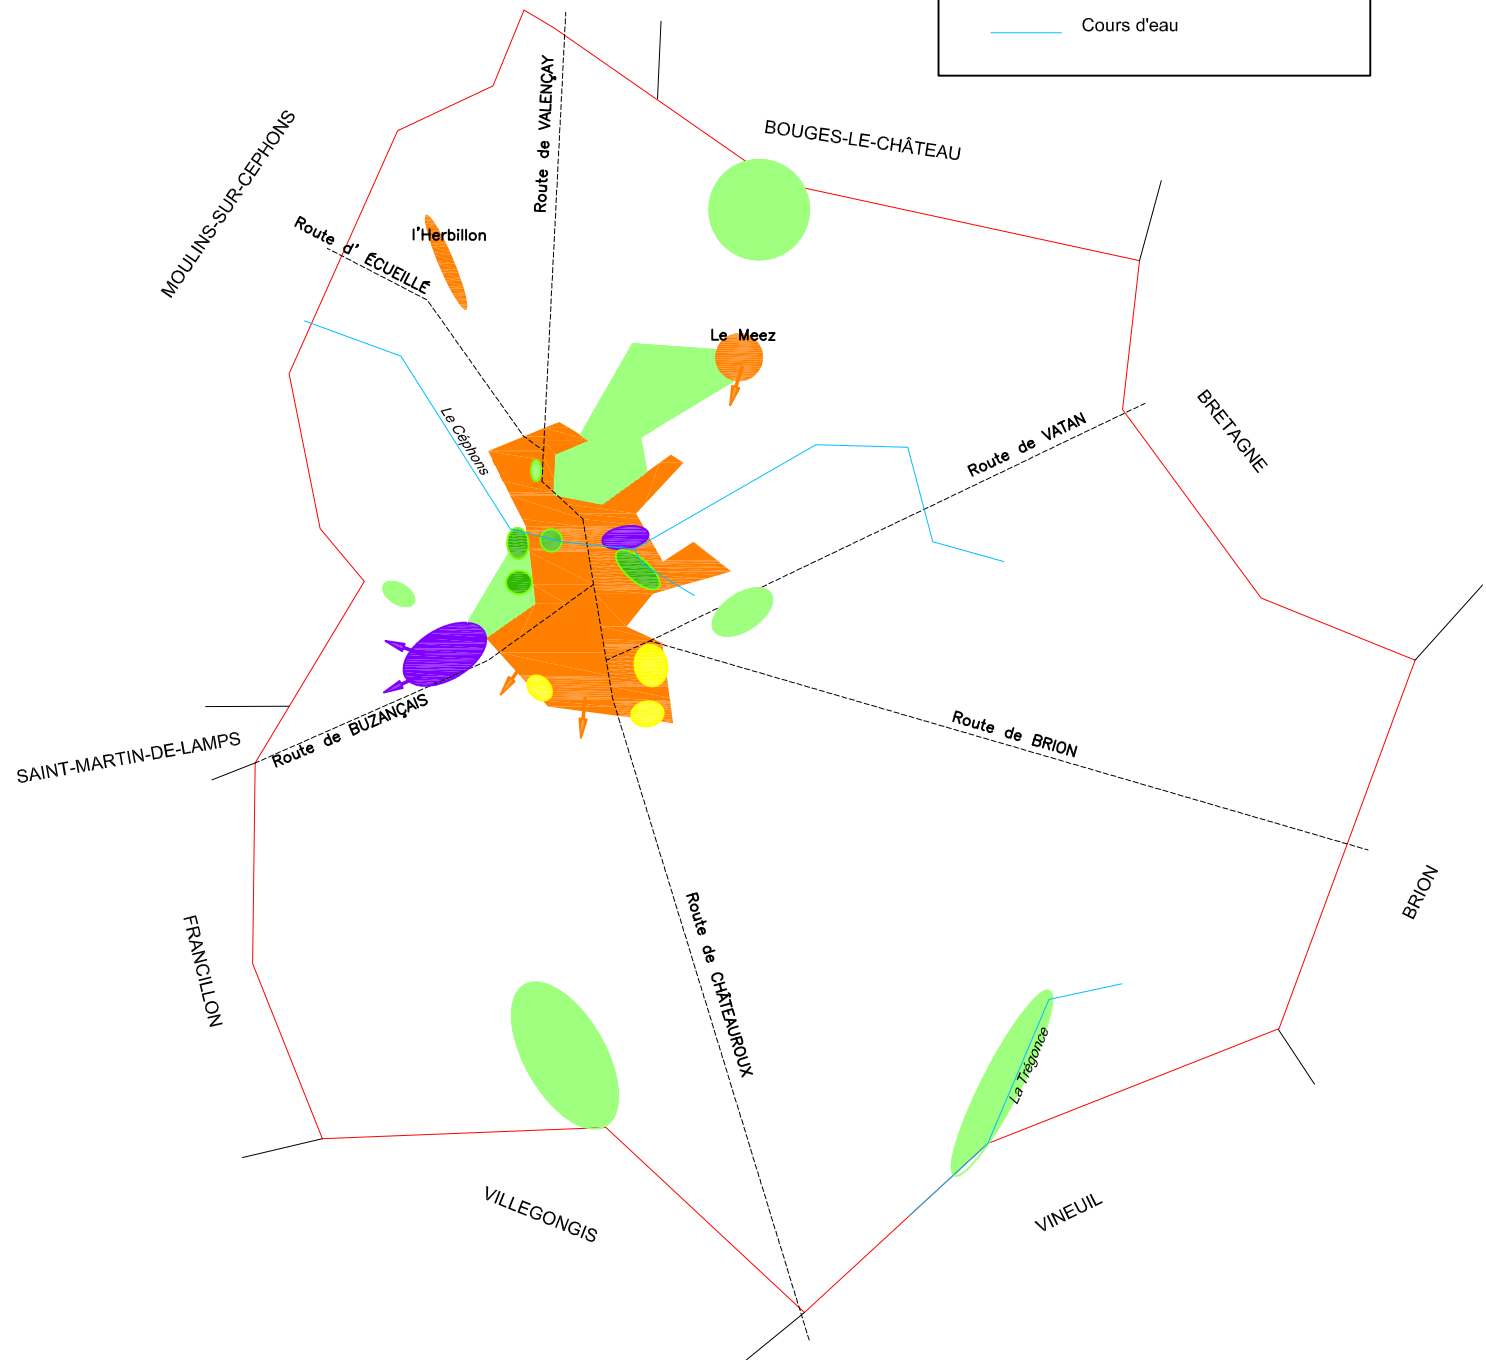 Cours d'eau
Route de VALENÇAY
BOUGES-LE-CHÂTEAU
MOULINS-SUR-CEPHONS
Route d' ÉCUEILLÉ
l'Herbillon
Le Meez
Le Céphons
BRETAGNE
Route de VATAN
Route de BUZANÇAIS
SAINT-MARTIN-DE-LAMPS
Route de BRION
BRION
FRANCILLON
Route de CHÂTEAUROUX
La Trégonce
VILLEGONGIS
VINEUIL